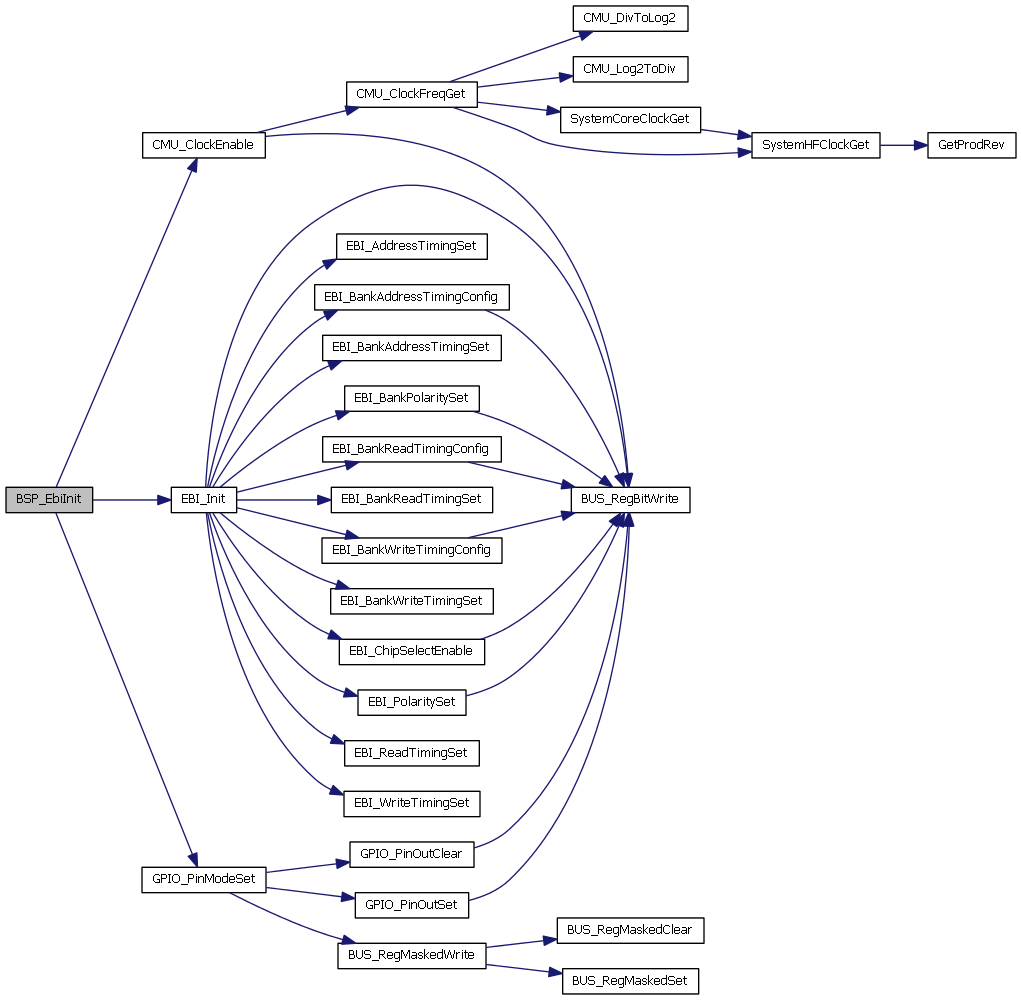 CMU_DivToLog2
CMU_Log2ToDiv
CMU_ClockFreqGet
SystemCoreClockGet
CMU_ClockEnable
SystemHFClockGet
GetProdRev
EBI_AddressTimingSet
EBI_BankAddressTimingConfig
EBI_BankAddressTimingSet
EBI_BankPolaritySet
EBI_BankReadTimingConfig
BSP_EbiInit
EBI_Init
EBI_BankReadTimingSet
BUS_RegBitWrite
EBI_BankWriteTimingConfig
EBI_BankWriteTimingSet
EBI_ChipSelectEnable
EBI_PolaritySet
EBI_ReadTimingSet
EBI_WriteTimingSet
GPIO_PinOutClear
GPIO_PinModeSet
GPIO_PinOutSet
BUS_RegMaskedClear
BUS_RegMaskedWrite
BUS_RegMaskedSet